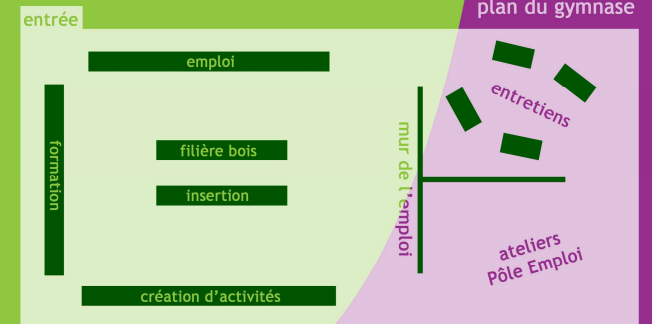 plan du gymnase
entrée
emploi
entretiens
formation
filière bois
mur de l'emploi
insertion
ateliers
Pôle Emploi
création d'activités